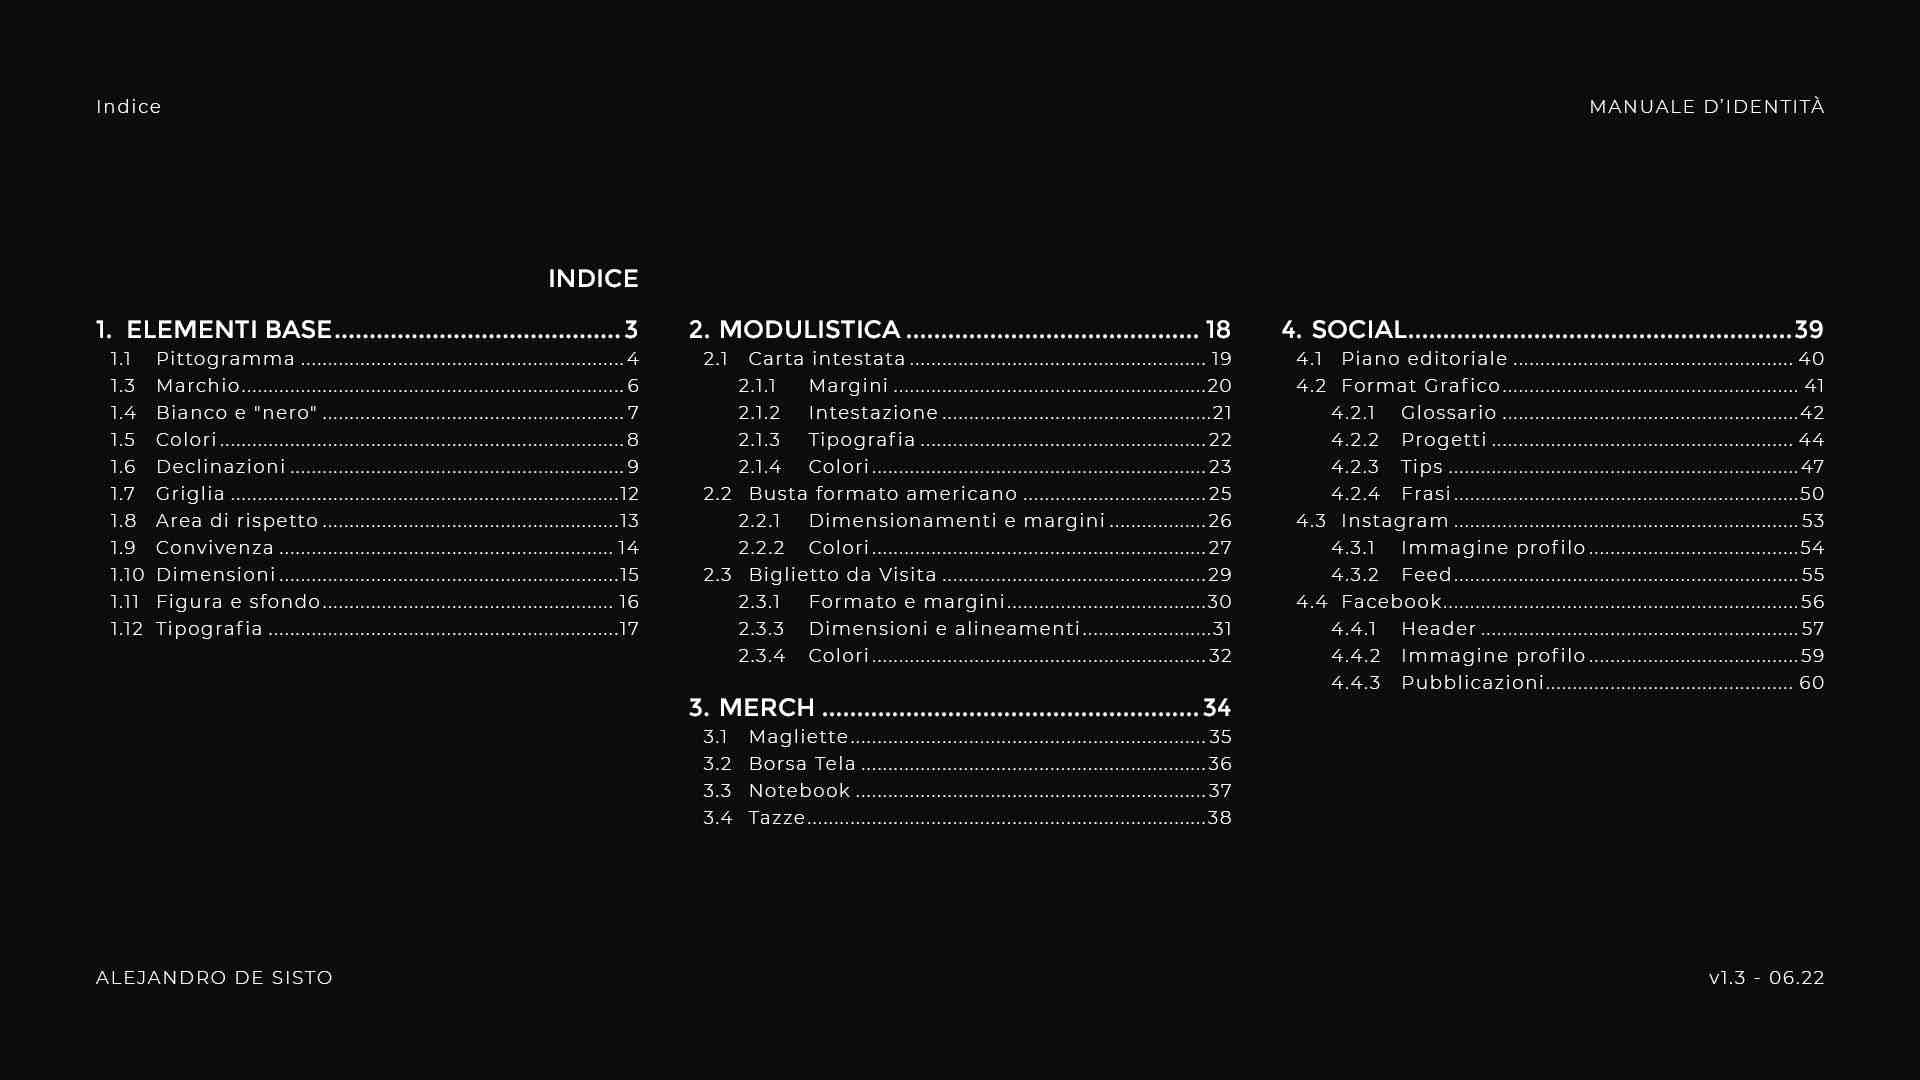 Indice
MANUALE D’IDENTITÀ
INDICE
1. ELEMENTI BASE......................................... 3
1.1 Pittogramma ............................................................ 4
1.3 Marchio....................................................................... 6
1.4 Bianco e "nero" ........................................................ 7
1.5 Colori........................................................................... 8
1.6 Declinazioni .............................................................. 9
1.7 Griglia ........................................................................12
1.8 Area di rispetto .......................................................13
1.9 Convivenza .............................................................. 14
1.10 Dimensioni...............................................................15
1.11 Figura e sfondo...................................................... 16
1.12 Tipografia .................................................................17
2. MODULISTICA .......................................... 18
2.1 Carta intestata ....................................................... 19
2.1.1 Margini ..........................................................20
2.1.2 Intestazione ..................................................21
2.1.3 Tipografia .....................................................22
2.1.4 Colori..............................................................23
2.2 Busta formato americano ..................................25
2.2.1 Dimensionamenti e margini ..................26
2.2.2 Colori..............................................................27
2.3 Biglietto da Visita .................................................29
2.3.1 Formato e margini.....................................30
2.3.3 Dimensioni e alineamenti........................31
2.3.4 Colori..............................................................32
3. MERCH ......................................................34
3.1 Magliette..................................................................35
3.2 Borsa Tela ................................................................36
3.3 Notebook .................................................................37
3.4 Tazze..........................................................................38
4. SOCIAL.......................................................39
4.1 Piano editoriale ..................................................... 40
4.2 Format Grafico....................................................... 41
4.2.1 Glossario .......................................................42
4.2.2 Progetti ........................................................ 44
4.2.3 Tips .................................................................47
4.2.4 Frasi................................................................50
4.3 Instagram ................................................................53
4.3.1 Immagine profilo.......................................54
4.3.2 Feed................................................................55
4.4 Facebook..................................................................56
4.4.1 Header ...........................................................57
4.4.2 Immagine profilo.......................................59
4.4.3 Pubblicazioni.............................................. 60
ALEJANDRO DE SISTO
v1.3 - 06.22